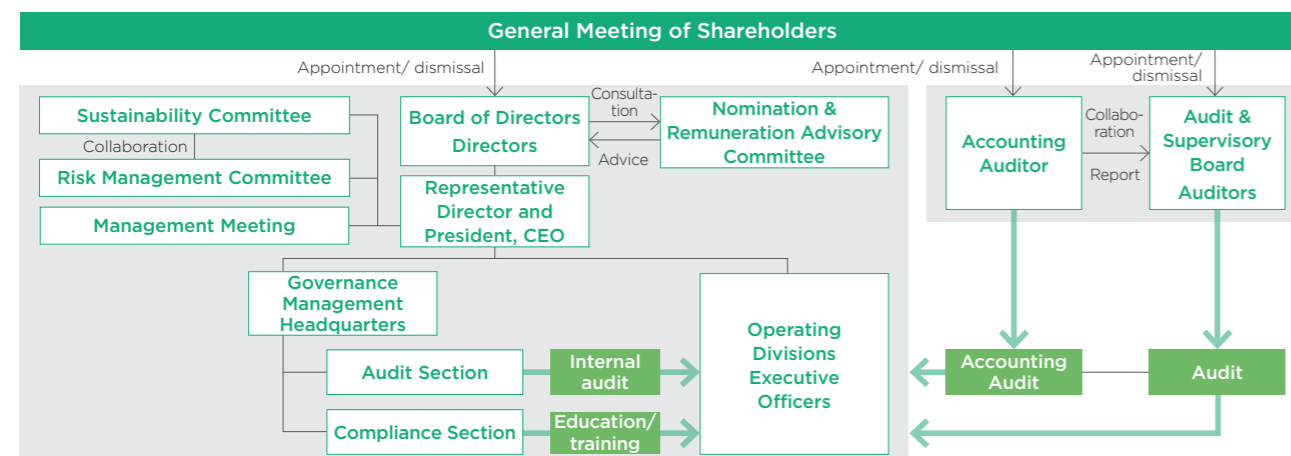 General Meeting of Shareholders
Appointment/ dismissal
Appointment/ dismissal
Appointment/
dismissal
Sustainability Committee
Collaboration
Risk Management Committee
Management Meeting
Board of Directors
Directors
Consulta-
tion
Advice
Nomination &
Remuneration Advisory
Committee
Representative
Director and
President, CEO
Accounting
Auditor
Collabo-
ration
Report
Audit &
Supervisory
Board
Auditors
Governance
Management
Headquarters
Audit Section
Internal
audit
Compliance Section
Education/
training
Operating
Divisions
Executive
Officers
Accounting
Audit
Audit